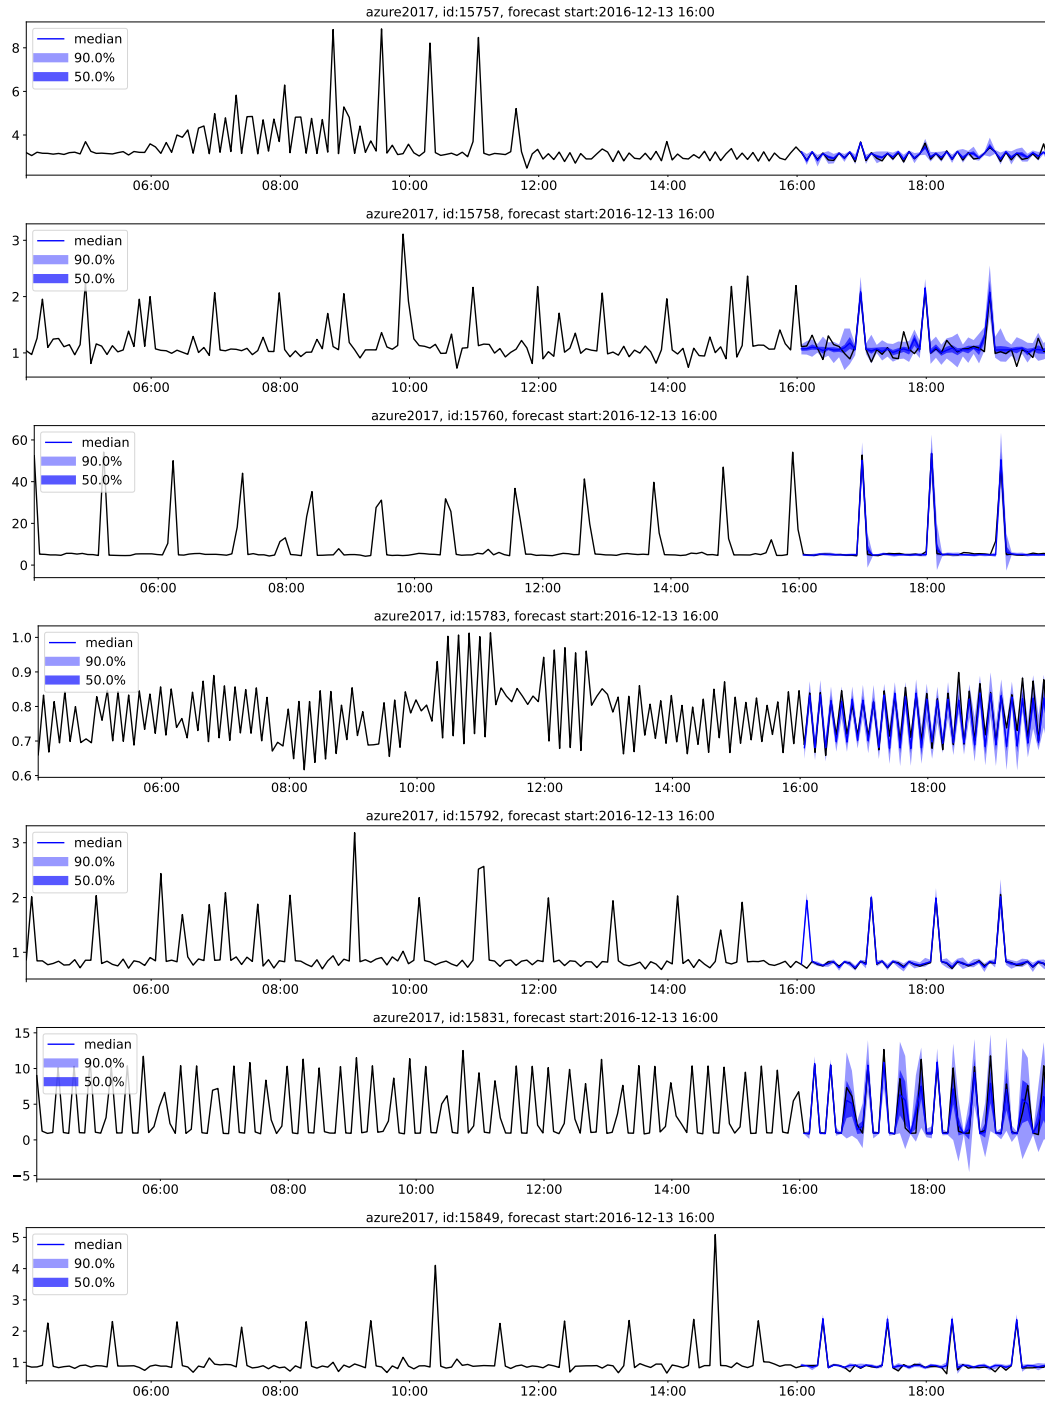 azure2017, id:15757, forecast start:2016-12-13 16:00
median
90.0%
50.0%
8
6
4
06:00 08:00 10:00 12:00 14:00 16:00 18:00
azure2017, id:15758, forecast start:2016-12-13 16:00
median
90.0%
50.0%
3
2
1
06:00 08:00 10:00 12:00 14:00 16:00 18:00
azure2017, id:15760, forecast start:2016-12-13 16:00
median
90.0%
50.0%
60
40
20
0
06:00 08:00 10:00 12:00 14:00 16:00 18:00
azure2017, id:15783, forecast start:2016-12-13 16:00
median
90.0%
50.0%
1.0
0.9
0.8
0.7
0.6
06:00 08:00 10:00 12:00 14:00 16:00 18:00
azure2017, id:15792, forecast start:2016-12-13 16:00
median
90.0%
50.0%
3
2
1
06:00 08:00 10:00 12:00 14:00 16:00 18:00
azure2017, id:15831, forecast start:2016-12-13 16:00
median
90.0%
50.0%
15
10
5
0
−5
06:00 08:00 10:00 12:00 14:00 16:00 18:00
azure2017, id:15849, forecast start:2016-12-13 16:00
median
90.0%
50.0%
5
4
3
2
1
06:00 08:00 10:00 12:00 14:00 16:00 18:00